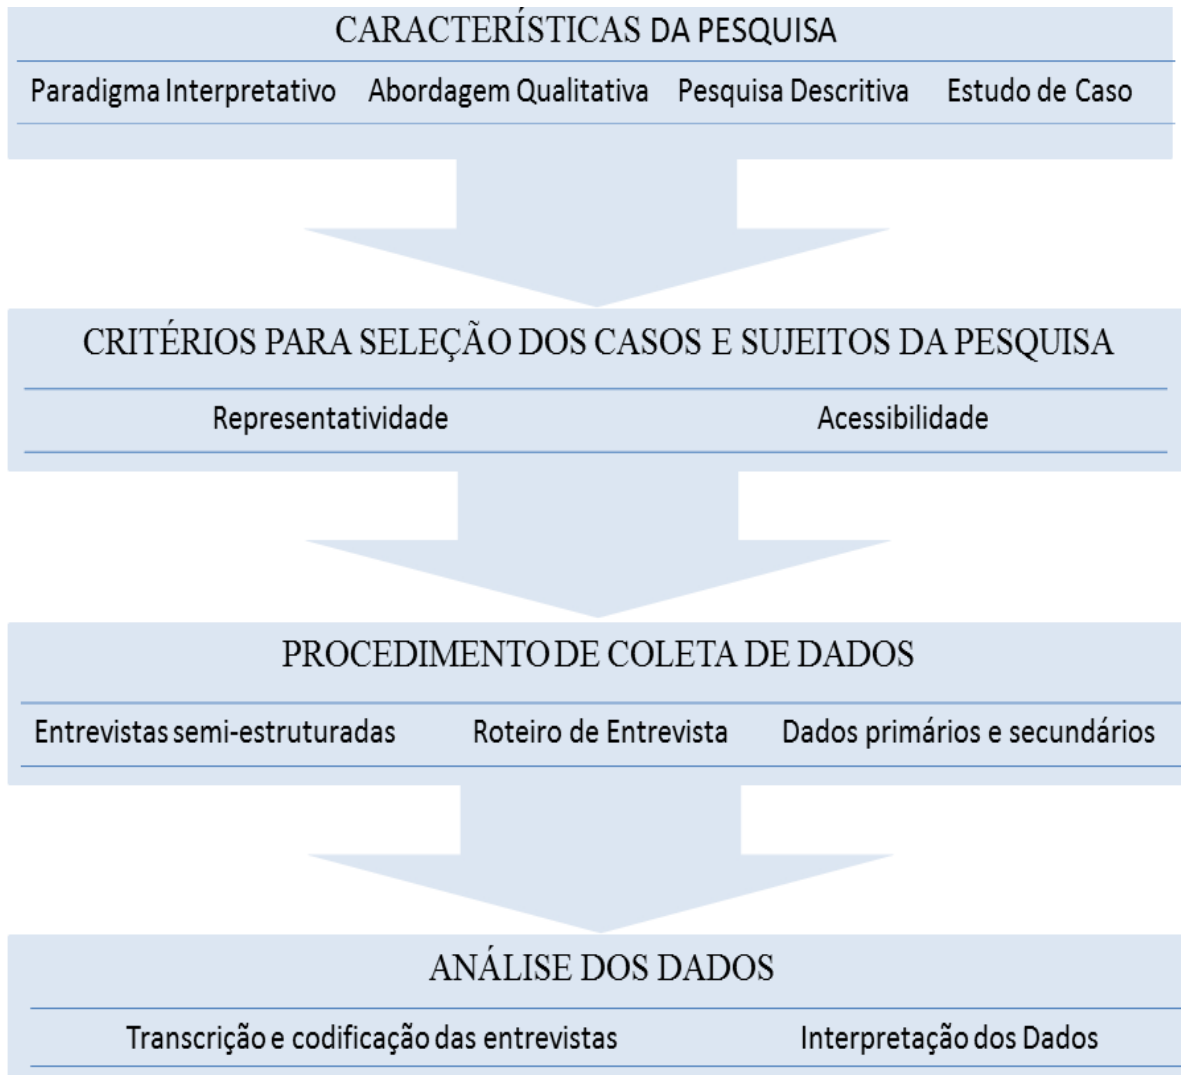 CARACTERÍSTICAS DA PESQUISA
Paradigma Interpretativo Abordagem Qualitativa Pesquisa Descritiva Estudo de Caso
CRITÉRIOS PARA SELEÇÃO DOS CASOS E SUJEITOS DA PESQUISA
Representatividade Acessibilidade
PROCEDIMENTO DE COLETA DE DADOS
Entrevistas semi-estruturadas Roteiro de Entrevista Dados primários e secundários
ANÁLISE DOS DADOS
Transcrição e codificação das entrevistas Interpretação dos Dados